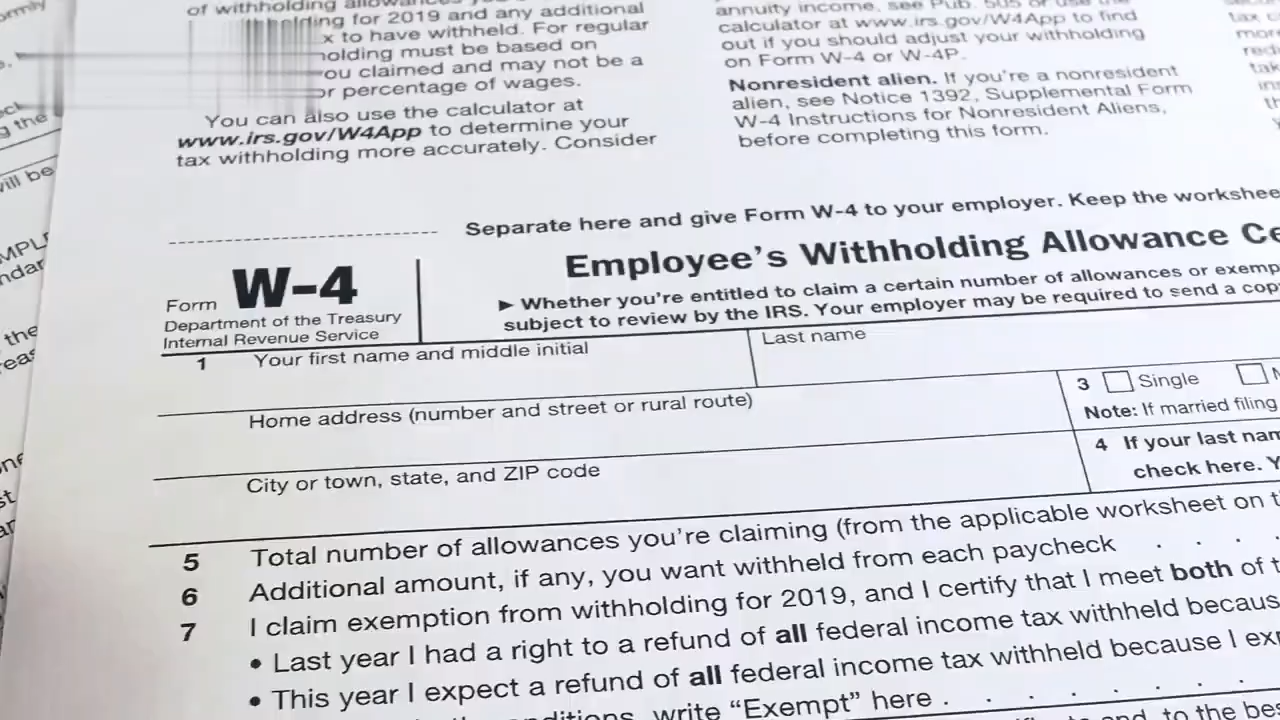 of withholding
withholding for 2019 and any additional
x to have withheld. For regular
holding must be based on
ou claimed and may not be a
or percentage of wages.
You can also use the calculator at
www.irs.gov/W4App to determine your
tax withholding more accurately. Consider
annuity income, see Pub. 505 or use the
calculator at www.irs.gov/W4App to find
out if you should adjust your withholding
on Form W-4 or W-4P.
Nonresident alien. If you're a nonresident
alien, see Notice 1392, Supplemental Form
W-4 Instructions for Nonresident Aliens,
before completing this form.
Separate here and give Form W-4 to your employer. Keep the workshee
Form W-4
Department of the Treasury
Internal Revenue Service
Employee's Withholding Allowance Ce
► Whether you're entitled to claim a certain number of allowances or exemp
subject to review by the IRS. Your employer may be required to send a cop
1 Your first name and middle initial
Last name
Home address (number and street or rural route)
3 Single
Note: If married filing
City or town, state, and ZIP code
4 If your last nam
check here. Y
5 Total number of allowances you're claiming (from the applicable worksheet on t
6 Additional amount, if any, you want withheld from each paycheck . . .
7 I claim exemption from withholding for 2019, and I certify that I meet both of t
• Last year I had a right to a refund of all federal income tax withheld becaus
• This year I expect a refund of all federal income tax withheld because I exp
write "Exempt" here . . . . . . .
and, to the bes